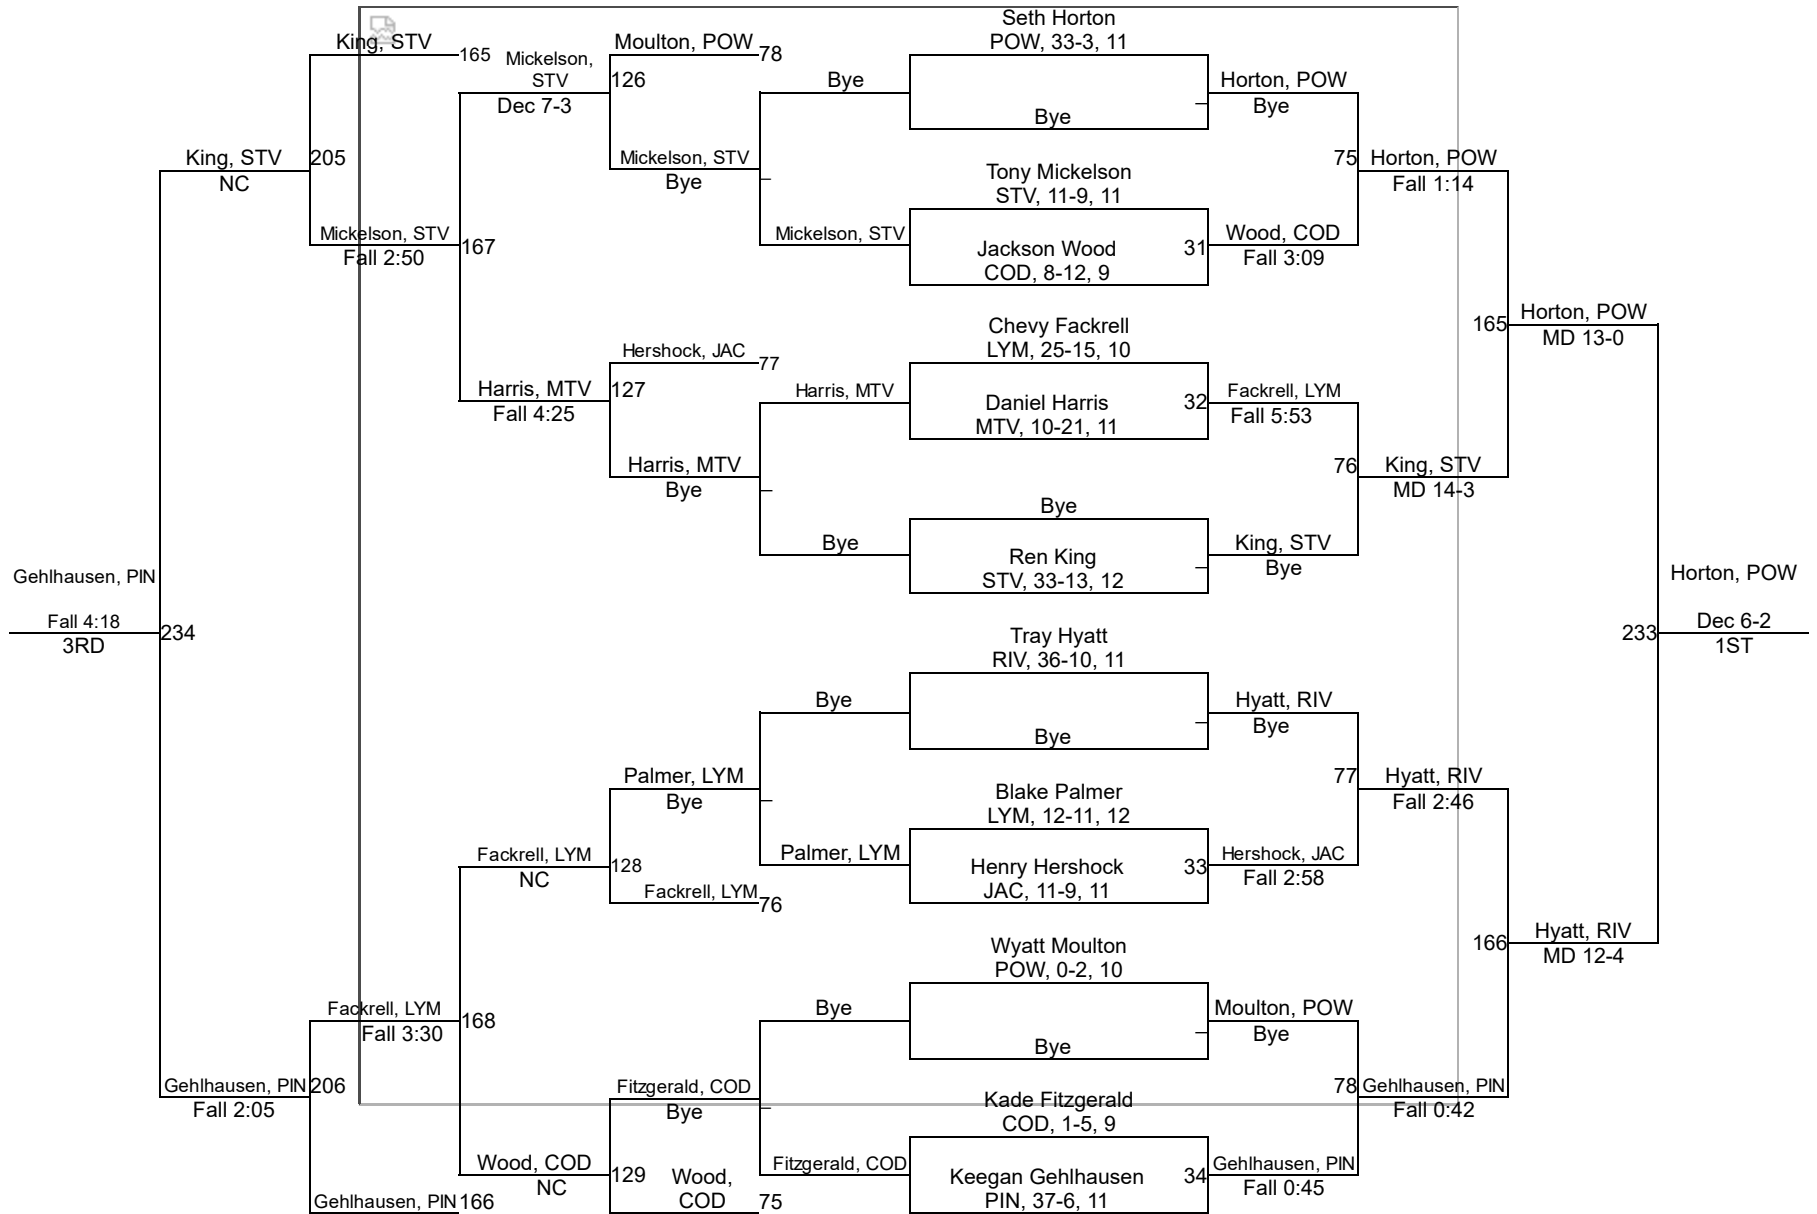 Seth Horton
King, STV
Moulton, POW
POW, 33-3, 11
165
Mickelson,
STV
78
126
Bye
Horton, POW
Dec 7-3
Bye
Bye
King, STV
205
Mickelson, STV
75
Horton, POW
NC
Bye
Tony Mickelson
Fall 1:14
STV, 11-9, 11
Mickelson, STV
Mickelson, STV
Wood, COD
Fall 2:50
167
Jackson Wood
31
Fall 3:09
COD, 8-12, 9
Chevy Fackrell
165
Horton, POW
Hershock, JAC
LYM, 25-15, 10
MD 13-0
77
Harris, MTV
127
Harris, MTV
Daniel Harris
32
Fackrell, LYM
Fall 4:25
MTV, 10-21, 11
Fall 5:53
Harris, MTV
76
King, STV
Bye
MD 14-3
Bye
Bye
Ren King
King, STV
Gehlhausen, PIN
STV, 33-13, 12
Bye
Horton, POW
Fall 4:18
234
233
Dec 6-2
3RD
Tray Hyatt
1ST
RIV, 36-10, 11
Bye
Hyatt, RIV
Bye
Bye
Palmer, LYM
77
Hyatt, RIV
Bye
Blake Palmer
Fall 2:46
LYM, 12-11, 12
Fackrell, LYM
128
Palmer, LYM
Henry Hershock
33
Hershock, JAC
NC
Fackrell, LYM
JAC, 11-9, 11
Fall 2:58
76
Wyatt Moulton
166
Hyatt, RIV
POW, 0-2, 10
MD 12-4
Fackrell, LYM
168
Bye
Moulton, POW
Fall 3:30
Bye
Bye
Gehlhausen, PIN
206
Fitzgerald, COD
78
Gehlhausen, PIN
Fall 2:05
Bye
Kade Fitzgerald
Fall 0:42
COD, 1-5, 9
Wood, COD
129
Wood,
COD
Fitzgerald, COD
Keegan Gehlhausen
34
Gehlhausen, PIN
NC
PIN, 37-6, 11
Fall 0:45
Gehlhausen, PIN
166
75